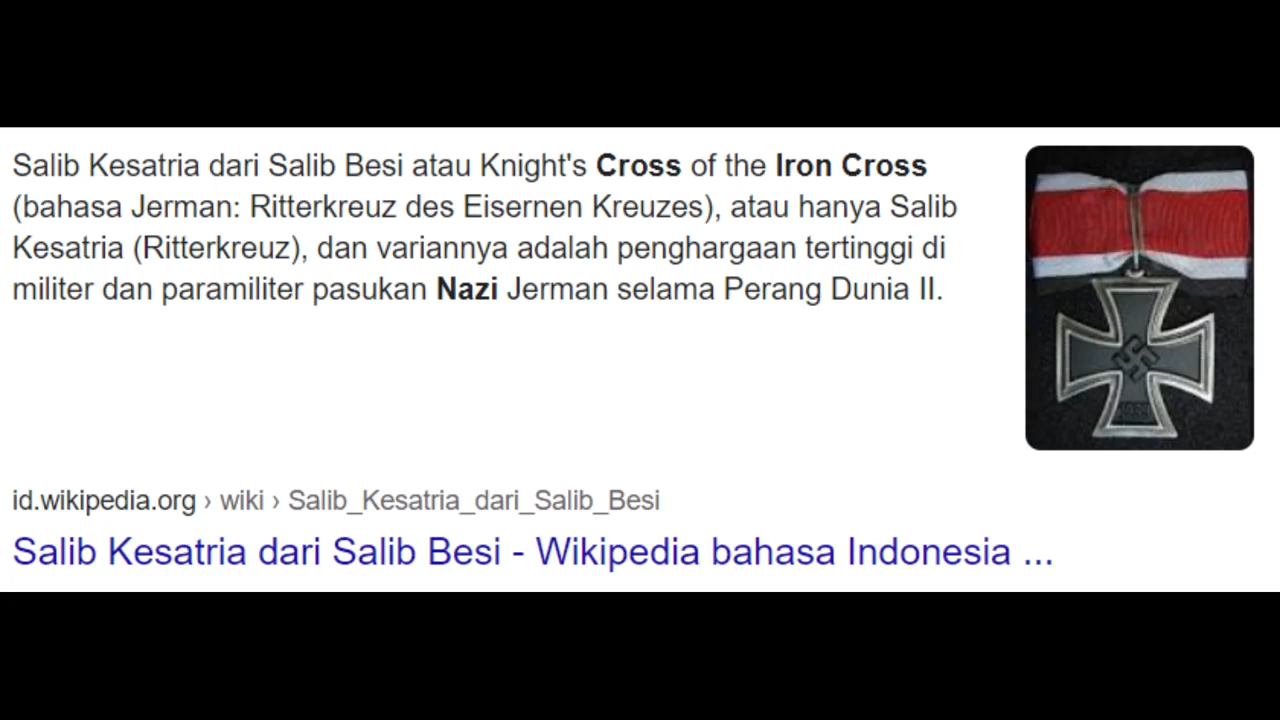 Salib Kesatria dari Salib Besi atau Knight's Cross of the Iron Cross
(bahasa Jerman: Ritterkreuz des Eisernen Kreuzes), atau hanya Salib
Kesatria (Ritterkreuz), dan variannya adalah penghargaan tertinggi di
militer dan paramiliter pasukan Nazi Jerman selama Perang Dunia II.
id.wikipedia.org › wiki › Salib_Kesatria_dari_Salib_Besi
Salib Kesatria dari Salib Besi - Wikipedia bahasa Indonesia ...